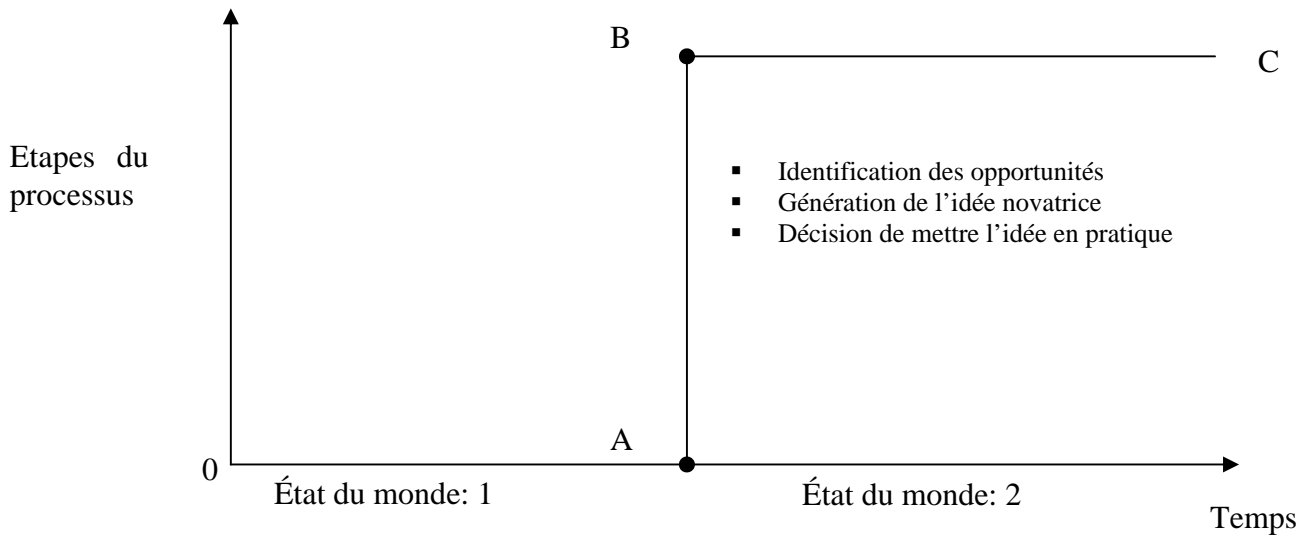 B
C
Etapes du
processus
▪ Identification des opportunités
▪ Génération de l’idée novatrice
▪ Décision de mettre l’idée en pratique
A
0
État du monde: 1
État du monde: 2
Temps